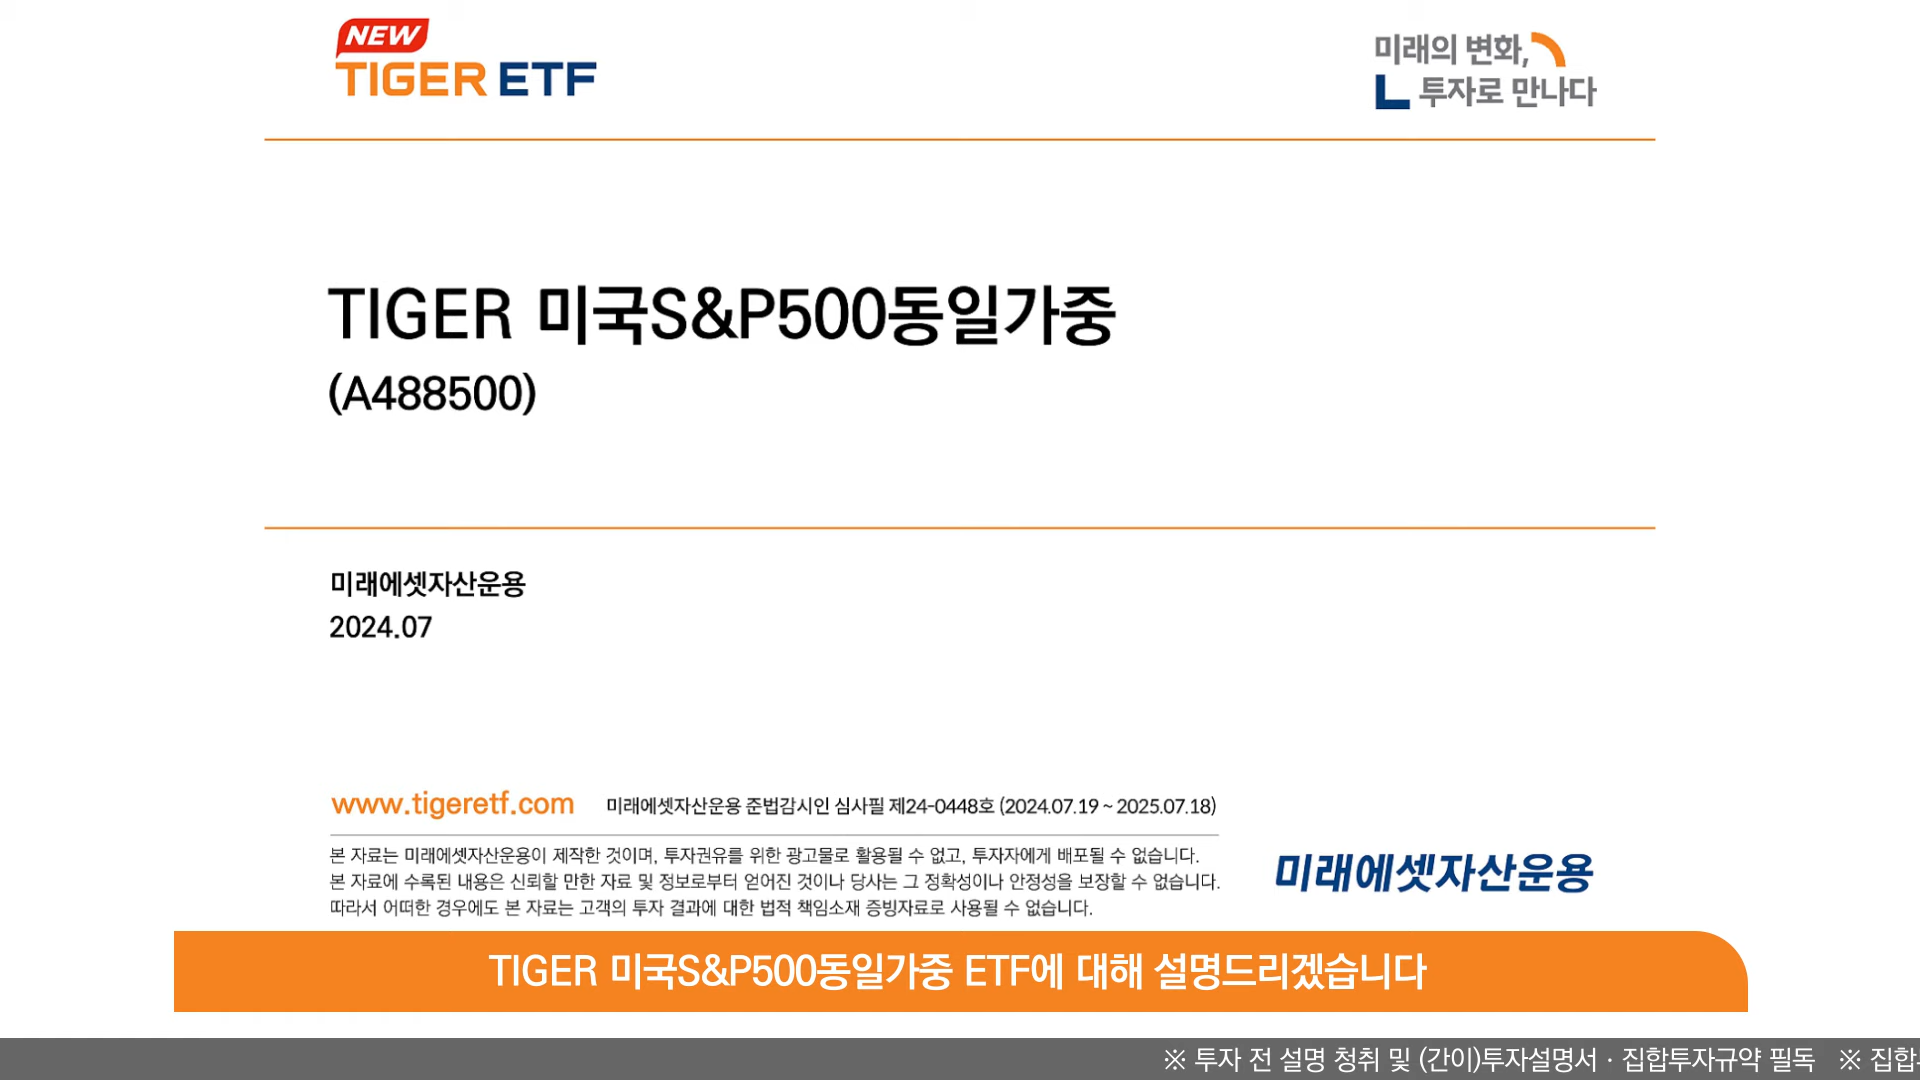 NEW
TIGER ETF
미래의 변화,
투자로 만나다
TIGER 미국S&P500동일가중
(A488500)
미래에셋자산운용
2024.07
www.tigeretf.com 미래에셋자산운용 준법감시인 심사필 제24-0448호 (2024.07.19 ~ 2025.07.18)
본 자료는 미래에셋자산운용이 제작한 것이며, 투자권유를 위한 광고물로 활용될 수 없고, 투자자에게 배포될 수 없습니다.
본 자료에 수록된 내용은 신뢰할 만한 자료 및 정보로부터 얻어진 것이나 당사는 그 정확성이나 안정성을 보장할 수 없습니다.
따라서 어떠한 경우에도 본 자료는 고객의 투자 결과에 대한 법적 책임소재 증빙자료로 사용될 수 없습니다.
미래에셋자산운용
TIGER 미국S&P500동일가중 ETF에 대해 설명드리겠습니다
※ 투자 전 설명 청취 및 (간이)투자설명서 · 집합투자규약 필독 ※ 집합